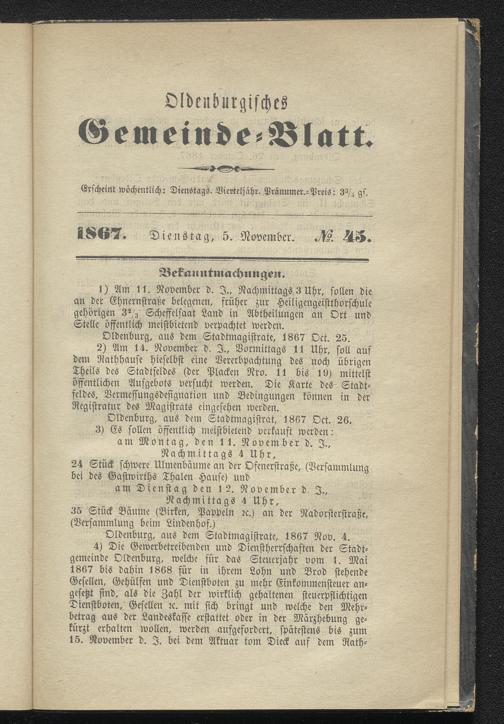 Oldenburgisches
Gemeinde=Blatt.
Erscheint wöchentlich: Dienstags. Vierteljähr. Pränumer.=Preis: 3¾ gs.
1867. Dienstag, 5. November. № 45.
Bekanntmachungen.
1) Am 11. November d. J., Nachmittags 3 Uhr, sollen die
an der Ehnernstraße belegenen, früher zur Heiligengeistthorschule
gehörigen 3⅘ Scheffelsaat Land in Abtheilungen an Ort und
Stelle öffentlich meistbietend verpachtet werden.
Oldenburg, aus dem Stadtmagistrate, 1867 Oct. 25.
2) Am 14. November d. J., Vormittags 11 Uhr, soll auf
dem Rathhause hieselbst eine Vererbpachtung des noch übrigen
Theils des Stadtfeldes (der Placken Nro. 11 bis 19) mittelst
öffentlichen Aufgebots versucht werden. Die Karte des Stadt=
feldes, Vermessungsdesignation und Bedingungen können in der
Registratur des Magistrats eingesehen werden.
Oldenburg, aus dem Stadtmagistrat, 1867 Oct. 26.
3) Es sollen öffentlich meistbietend verkauft werden:
am Montag, den 11. November d. J.,
Nachmittags 4 Uhr,
24 Stück schwere Ulmenbäume an der Ofenerstraße, (Versammlung
bei des Gastwirths Thalen Hause) und
am Dienstag den 12. November d. J.,
Nachmittags 4 Uhr,
35 Stück Bäume (Birken, Pappeln ꝛc.) an der Nadorsterstraße,
(Versammlung beim Lindenhof.)
Oldenburg, aus dem Stadtmagistrate, 1867 Nov. 4.
4) Die Gewerbetreibenden und Dienstherrschaften der Stadt=
gemeinde Oldenburg, welche für das Steuerjahr vom 1. Mai
1867 bis dahin 1868 für in ihrem Lohn und Brod stehende
Gesellen, Gehülfen und Dienstboten zu mehr Einkommensteuer an=
gesetzt sind, als die Zahl der wirklich gehaltenen steuerpflichtigen
Dienstboten, Gesellen ꝛc. mit sich bringt und welche den Mehr=
betrag aus der Landeskasse erstattet oder in der Märzhebung ge=
kürzt erhalten wollen, werden aufgefordert, spätestens bis zum
15. November d. J. bei dem Actuar tom Dieck auf dem Rath=